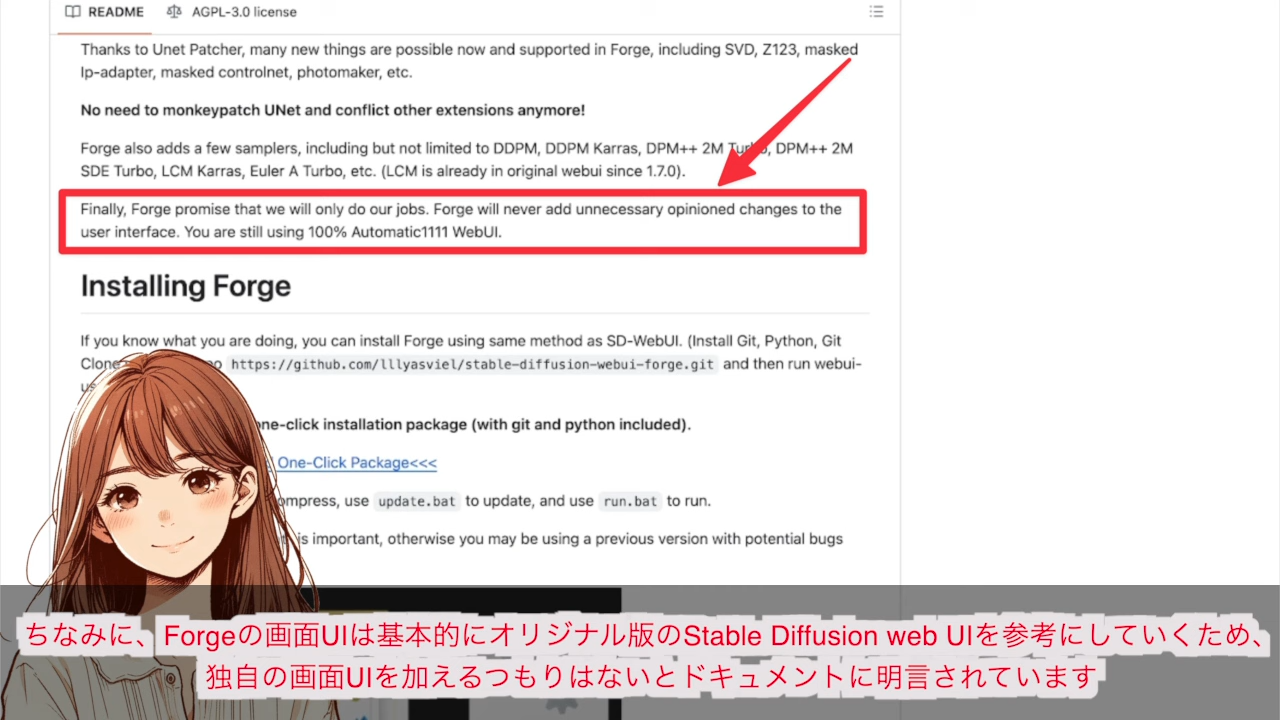 README AGPL-3.0 license
Thanks to Unet Patcher, many new things are possible now and supported in Forge, including SVD, Z123, masked
Ip-adapter, masked controlnet, photomaker, etc.
No need to monkeypatch UNet and conflict other extensions anymore!
Forge also adds a few samplers, including but not limited to DDPM, DDPM Karras, DPM++ 2M Turbo, DPM++ 2M
SDE Turbo, LCM Karras, Euler A Turbo, etc. (LCM is already in original webui since 1.7.0).
Finally, Forge promise that we will only do our jobs. Forge will never add unnecessary opinioned changes to the
user interface. You are still using 100% Automatic1111 WebUI.
Installing Forge
If you know what you are doing, you can install Forge using same method as SD-WebUI. (Install Git, Python, Git
Clone https://github.com/lllyasviel/stable-diffusion-webui-forge.git and then run webui-
one-click installation package (with git and python included).
One-Click Package<<<
use update.bat to update, and use run.bat to run.
is important, otherwise you may be using a previous version with potential bugs
ちなみに、Forgeの画面UIは基本的にオリジナル版のStable Diffusion web UIを参考にしていくため、
独自の画面UIを加えるつもりはないとドキュメントに明言されています